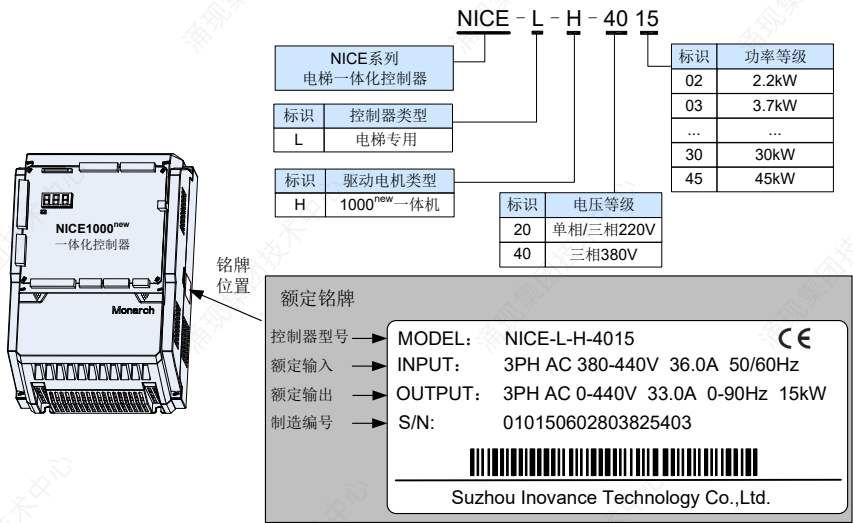 NICE - L - H - 40 15
NICE系列
电梯一体化控制器
标识 控制器类型
L 电梯专用
标识 驱动电机类型
H 1000new一体机
标识 电压等级
20 单相/三相220V
40 三相380V
标识 功率等级
02 2.2kW
03 3.7kW
... ...
30 30kW
45 45kW
NICE1000new
一体化控制器
Monarch
铭牌
位置
额定铭牌
控制器型号 MODEL: NICE-L-H-4015 CE
额定输入 INPUT: 3PH AC 380-440V 36.0A 50/60Hz
额定输出 OUTPUT: 3PH AC 0-440V 33.0A 0-90Hz 15kW
制造编号 S/N: 010150602803825403
Suzhou Inovance Technology Co.,Ltd.